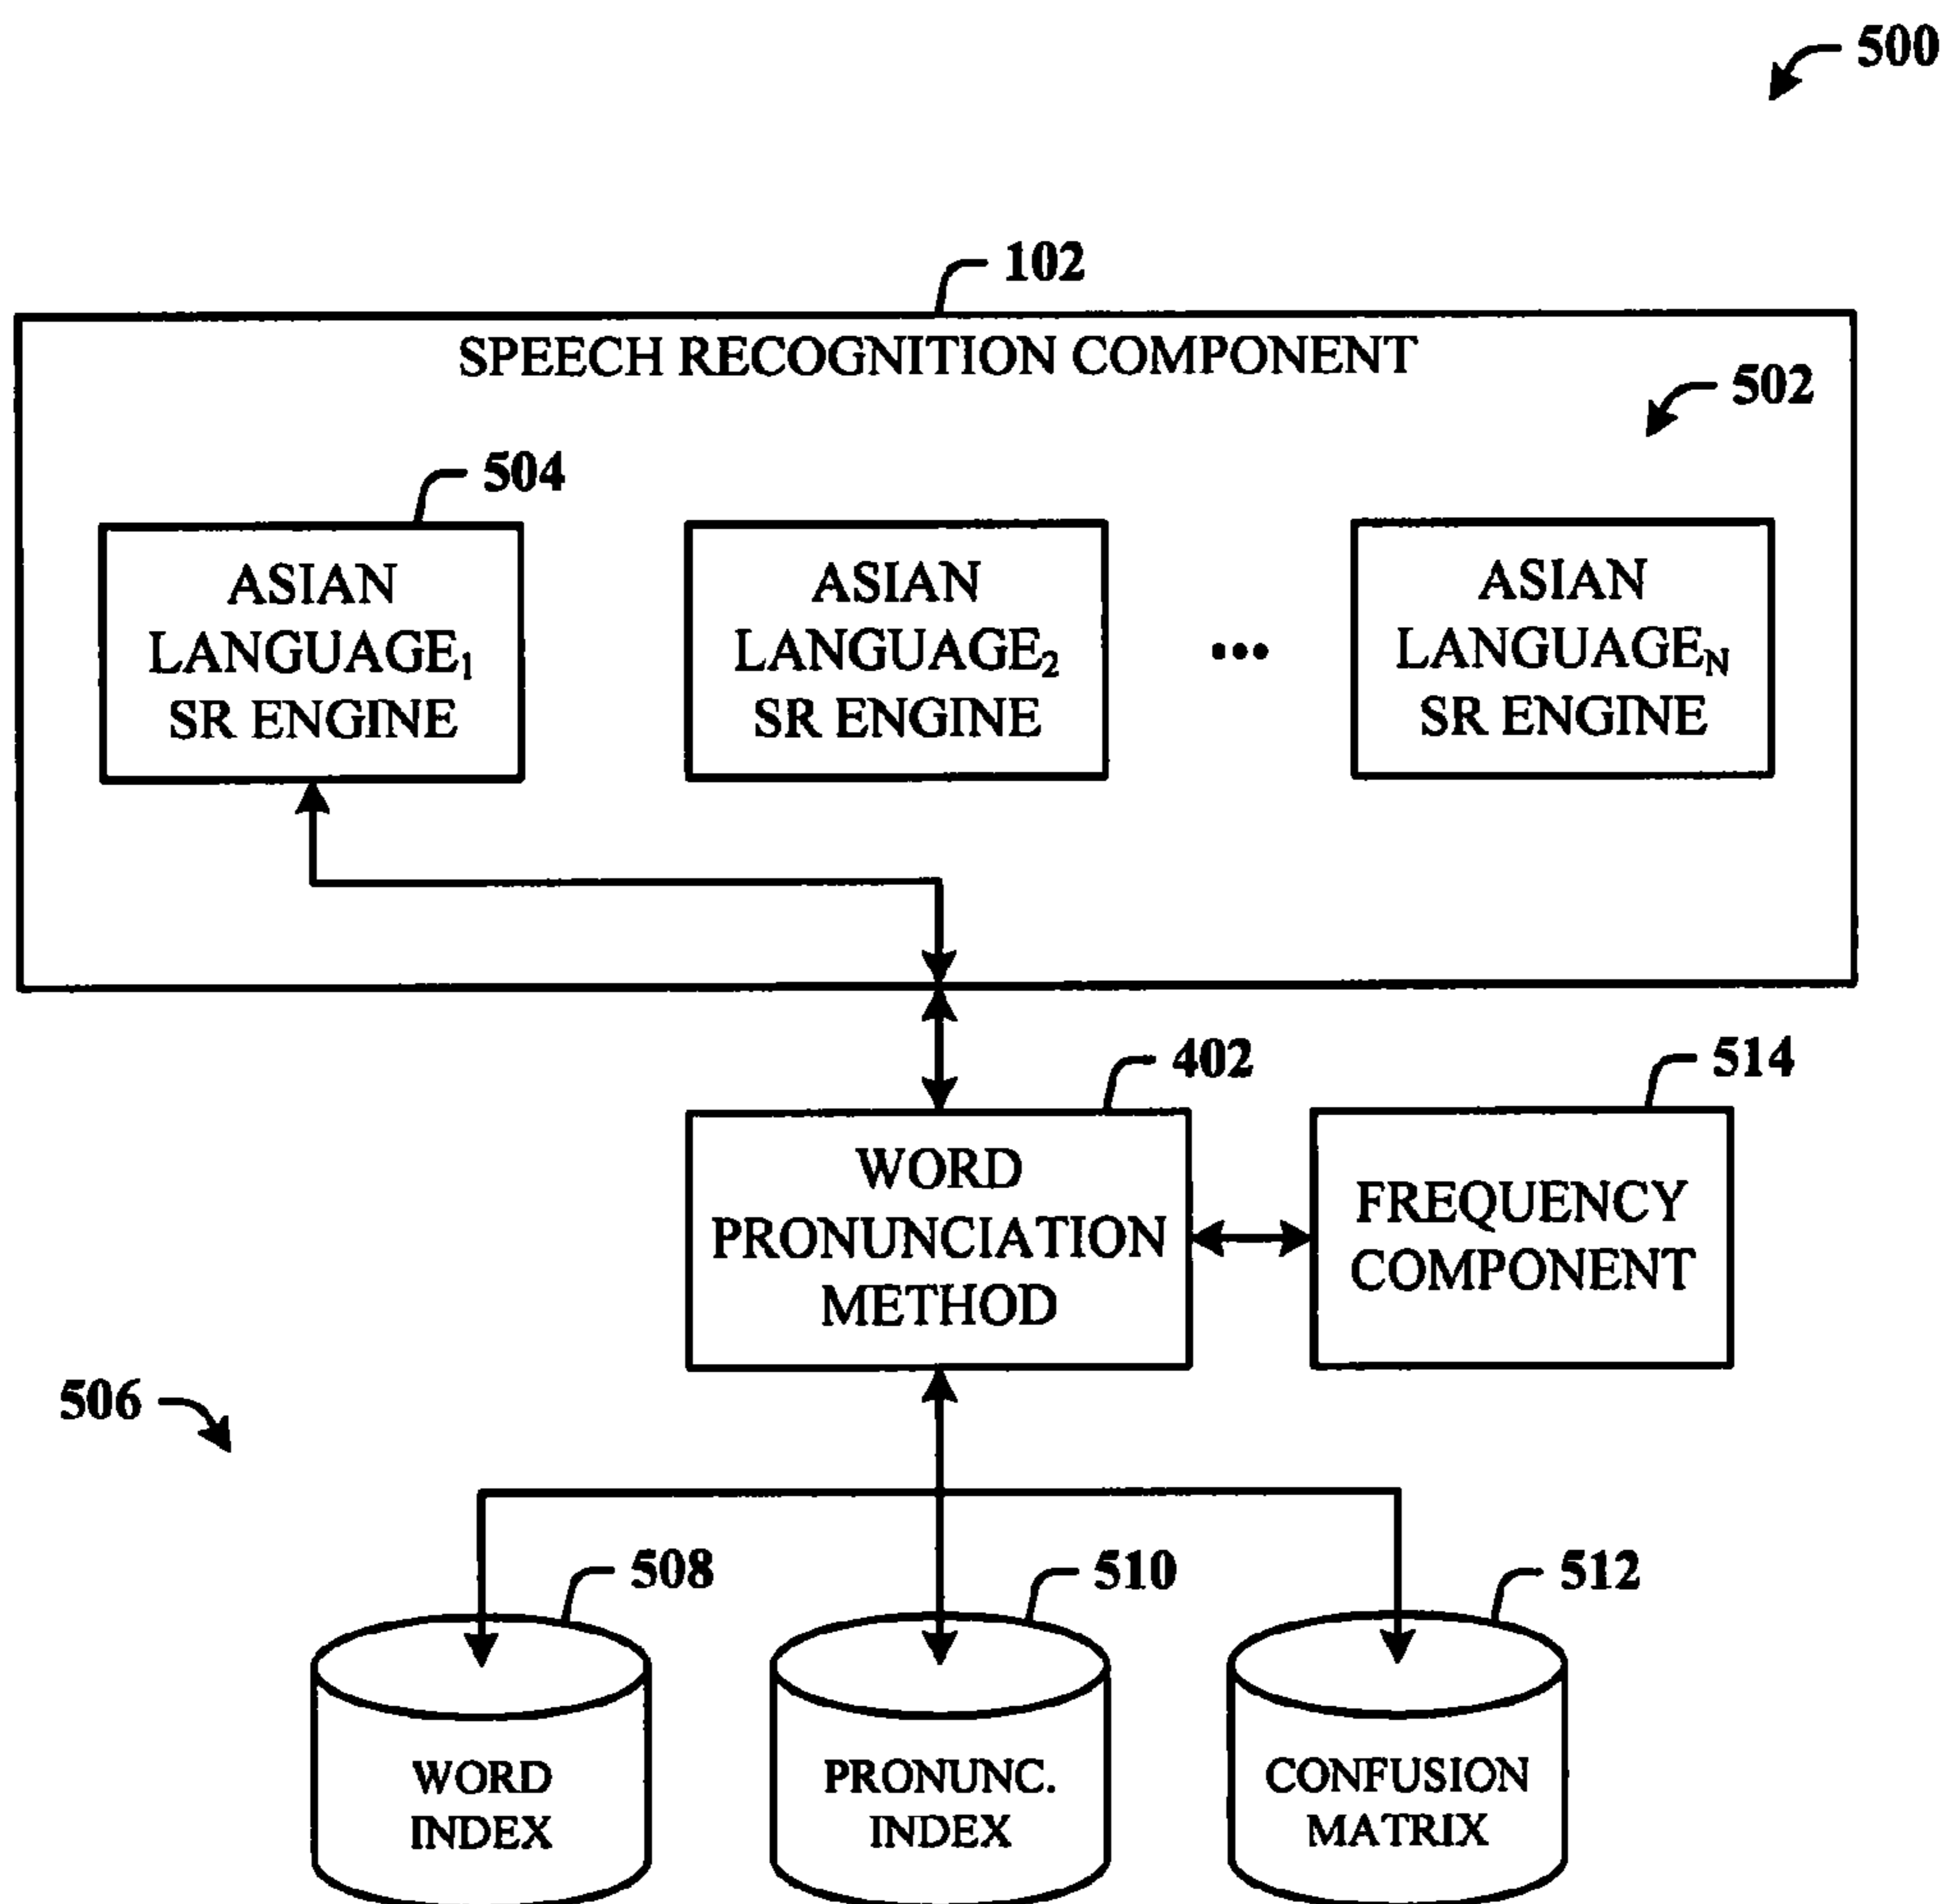 500
102
SPEECH RECOGNITION COMPONENT
502
504
ASIAN
LANGUAGE₁
SR ENGINE
ASIAN
LANGUAGE₂
SR ENGINE
•••
ASIAN
LANGUAGE_N
SR ENGINE
402
514
WORD
PRONUNCIATION
METHOD
FREQUENCY
COMPONENT
506
508
510
512
WORD
INDEX
PRONUNC.
INDEX
CONFUSION
MATRIX